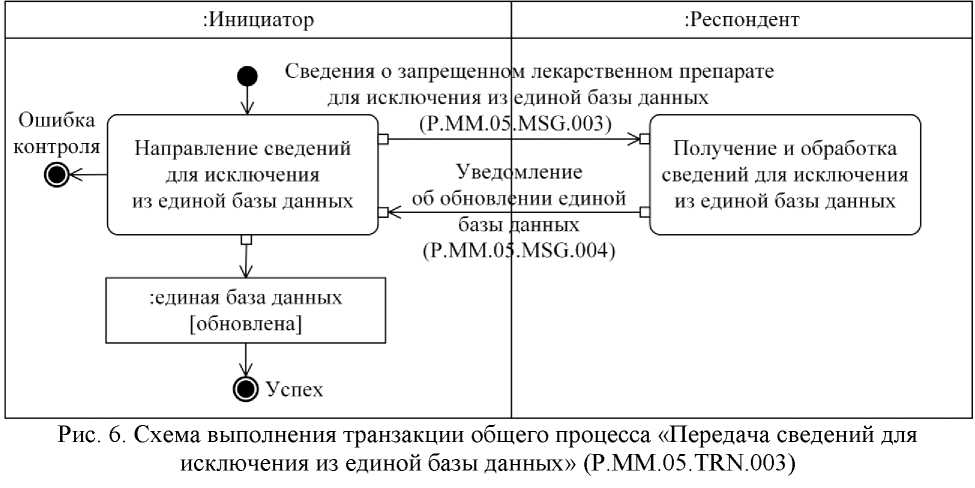 :Инициатор
:Респондент
Сведения о запрещенном лекарственном препарате
для исключения из единой базы данных
(P.MM.05.MSG.003)
Ошибка
контроля
Направление сведений
для исключения
из единой базы данных
Получение и обработка
сведений для исключения
из единой базы данных
Уведомление
об обновлении единой
базы данных
(P.MM.05.MSG.004)
:единая база данных
[обновлена]
Успех
Рис. 6. Схема выполнения транзакции общего процесса «Передача сведений для
исключения из единой базы данных» (P.MM.05.TRN.003)